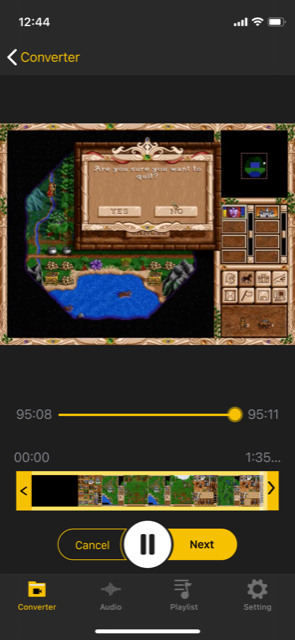 12:44
Converter
Are you sure you want to
quit?
YES
NO
95:08
95:11
00:00
1:35...
Cancel
Next
Converter
Audio
Playlist
Setting